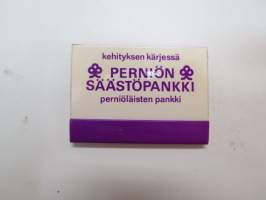 kehityksen kärjessä
PERNIÖN
SÄÄSTÖPANKKI
perniöläisten pankki